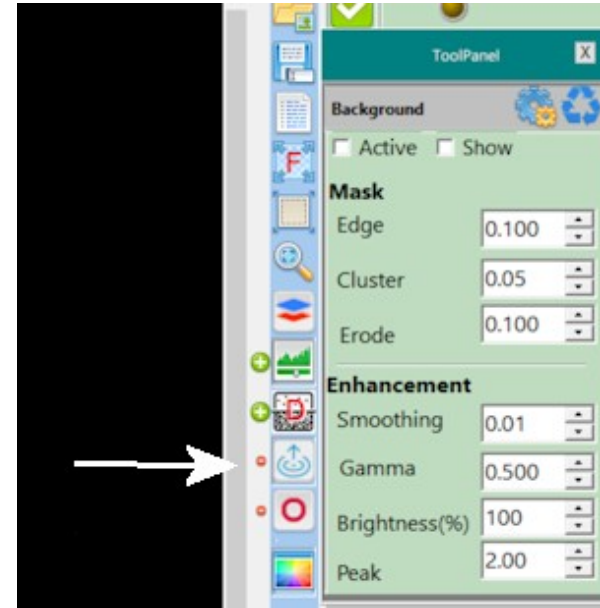 ToolPanel X
Background
Active Show
F
Mask
Edge 0.100
Cluster 0.05
Erode 0.100
D
Enhancement
Smoothing 0.01
Gamma 0.500
O
Brightness(%) 100
Peak 2.00